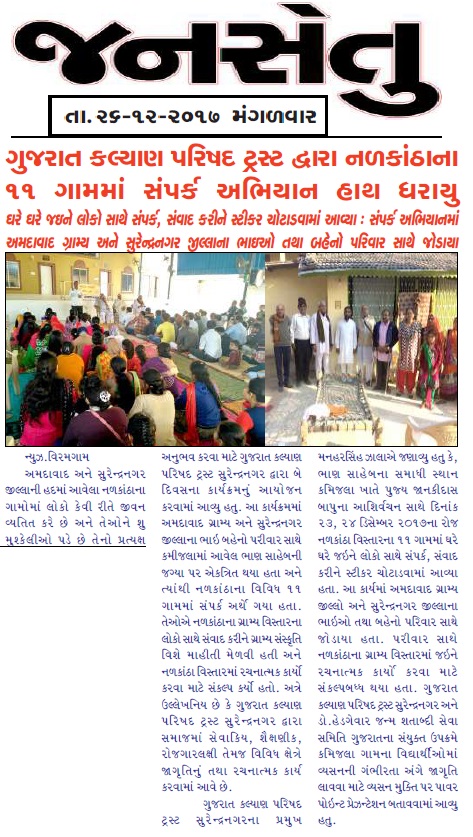 જનસેતુ
તા.૨૬-૧૨-૨૦૧૭ મંગળવાર
ગુજરાત કલ્યાણ પરિષદ ટ્રસ્ટ દ્વારા નળકાંઠાના
૧૧ ગામમાં સંપર્ક અભિયાન હાથ ધરાયુ
ઘરે ઘરે જઇને લોકો સાથે સંપર્ક, સંવાદ કરીને સ્ટીકર ચોટાડવામાં આવ્યા : સંપર્ક અભિયાનમાં
અમદાવાદ ગ્રામ્ય અને સુરેન્દ્રનગર જીલ્લાના ભાઇઓ તથા બહેનો પરિવાર સાથે જોડાયા
ન્યુઝ.વિરમગામ
અમદાવાદ અને સુરેન્દ્રનગર
જીલ્લાની હદમાં આવેલા નળકાંઠાના
ગામોમાં લોકો કેવી રીતે જીવન
વ્યતિત કરે છે અને તેઓને શુ
મુશ્કેલીઓ પડે છે તેનો પ્રત્યક્ષ
અનુભવ કરવા માટે ગુજરાત કલ્યાણ
પરિષદ ટ્રસ્ટ સુરેન્દ્રનગર દ્વારા બે
દિવસના કાર્યક્રમનું આયોજન
કરવામાં આવ્યુ હતુ. આ કાર્યક્રમમાં
અમદાવાદ ગ્રામ્ય અને સુરેન્દ્રનગર
જીલ્લાના ભાઇ બહેનો પરીવાર સાથે
કમીજલામાં આવેલ ભાણ સાહેબની
જગ્યા પર એકત્રિત થયા હતા અને
ત્યાંથી નળકાંઠાના વિવિધ ૧૧
ગામમાં સંપર્ક અર્થે ગયા હતા.
તેઓએ નળકાંઠાના ગ્રામ્ય વિસ્તારના
લોકો સાથે સંવાદ કરીને ગ્રામ્ય સંસ્કૃતિ
વિશે માહીતી મેળવી હતી અને
નળકાંઠા વિસ્તારમાં રચનાત્મક કાર્યો
કરવા માટે સંકલ્પ કર્યો હતો. અત્રે
ઉલ્લેખનિય છે કે ગુજરાત કલ્યાણ
પરિષદ ટ્રસ્ટ સુરેન્દ્રનગર દ્વારા
સમાજમાં સેવાકિય, શૈક્ષણીક,
રોજગારલક્ષી તેમજ વિવિધ ક્ષેત્રે
જાગૃતિનું તથા રચનાત્મક કાર્ય
કરવામાં આવે છે.
ગુજરાત કલ્યાણ પરિષદ
ટ્રસ્ટ સુરેન્દ્રનગરના પ્રમુખ
મનહરસિંહ ઝાલાએ જણાવ્યુ હતુ કે,
ભાણ સાહેબના સમાધી સ્થાન
કમિજલા ખાતે પુજ્ય જાનકીદાસ
બાપુના આશિર્વચન સાથે દિનાંક
૨૩, ૨૪ ડિસેમ્બર ૨૦૧૭ના રોજ
નળકાંઠા વિસ્તારના ૧૧ ગામમાં ઘરે
ઘરે જઇને લોકો સાથે સંપર્ક, સંવાદ
કરીને સ્ટીકર ચોટાડવામાં આવ્યા
હતા. આ કાર્યમાં અમદાવાદ ગ્રામ્ય
જીલ્લો અને સુરેન્દ્રનગર જીલ્લાના
ભાઇઓ તથા બહેનો પરિવાર સાથે
જોડાયા હતા. પરીવાર સાથે
નળકાંઠાના ગ્રામ્ય વિસ્તારમાં જઇને
રચનાત્મક કાર્યો કરવા માટે
સંકલ્પબધ્ધ થયા હતા. ગુજરાત
કલ્યાણ પરિષદ ટ્રસ્ટ સુરેન્દ્રનગર અને
ડો.હેડગેવાર જન્મ શતાબ્દી સેવા
સમિતિ ગુજરાતના સંયુક્ત ઉપક્રમે
કમિજલા ગામના વિદ્યાર્થીઓમાં
વ્યસનની ગંભીરતા અંગે જાગૃતિ
લાવવા માટે વ્યસન મુક્તિ પર પાવર
પોઇન્ટ પ્રેઝન્ટેશન બતાવવામાં આવ્યુ
હતુ.